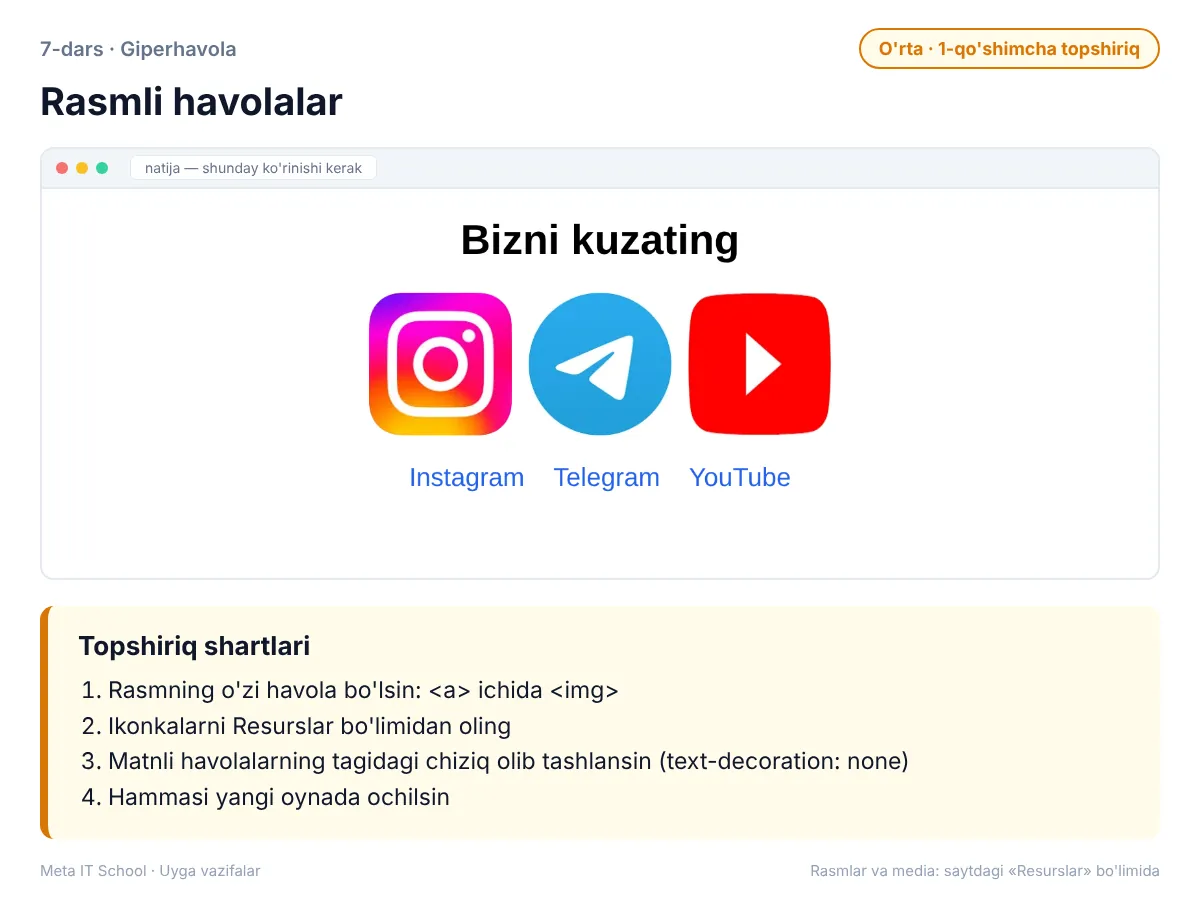 7-dars · Giperhavola
O'rta · 1-qo'shimcha topshiriq
Rasmli havolalar
natija — shunday ko'rinishi kerak
Bizni kuzating
Instagram Telegram YouTube
Topshiriq shartlari
1. Rasmning o'zi havola bo'lsin: <a> ichida <img>
2. Ikonkalarni Resurslar bo'limidan oling
3. Matnli havolalarning tagidagi chiziq olib tashlansin (text-decoration: none)
4. Hammasi yangi oynada ochilsin
Meta IT School · Uyga vazifalar
Rasmlar va media: saytdagi «Resurslar» bo'limida